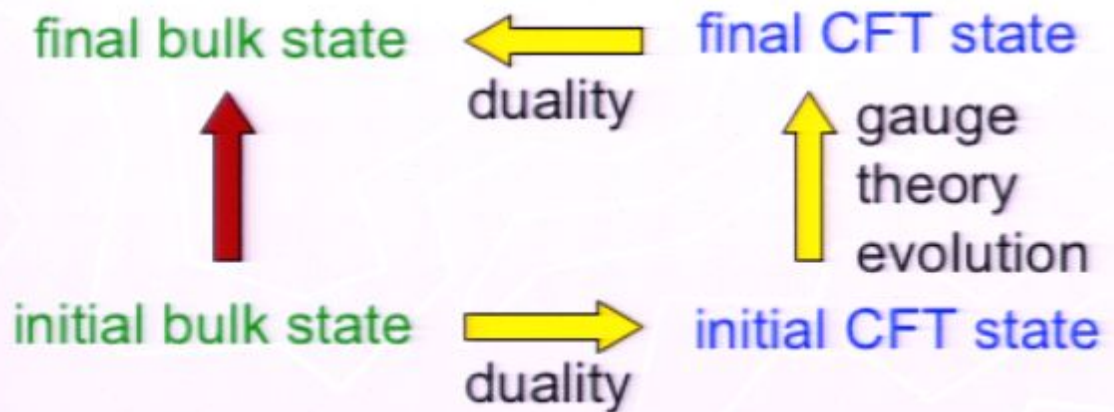 final bulk state
duality
final CFT state
gauge
theory
evolution
initial bulk state
duality
initial CFT state